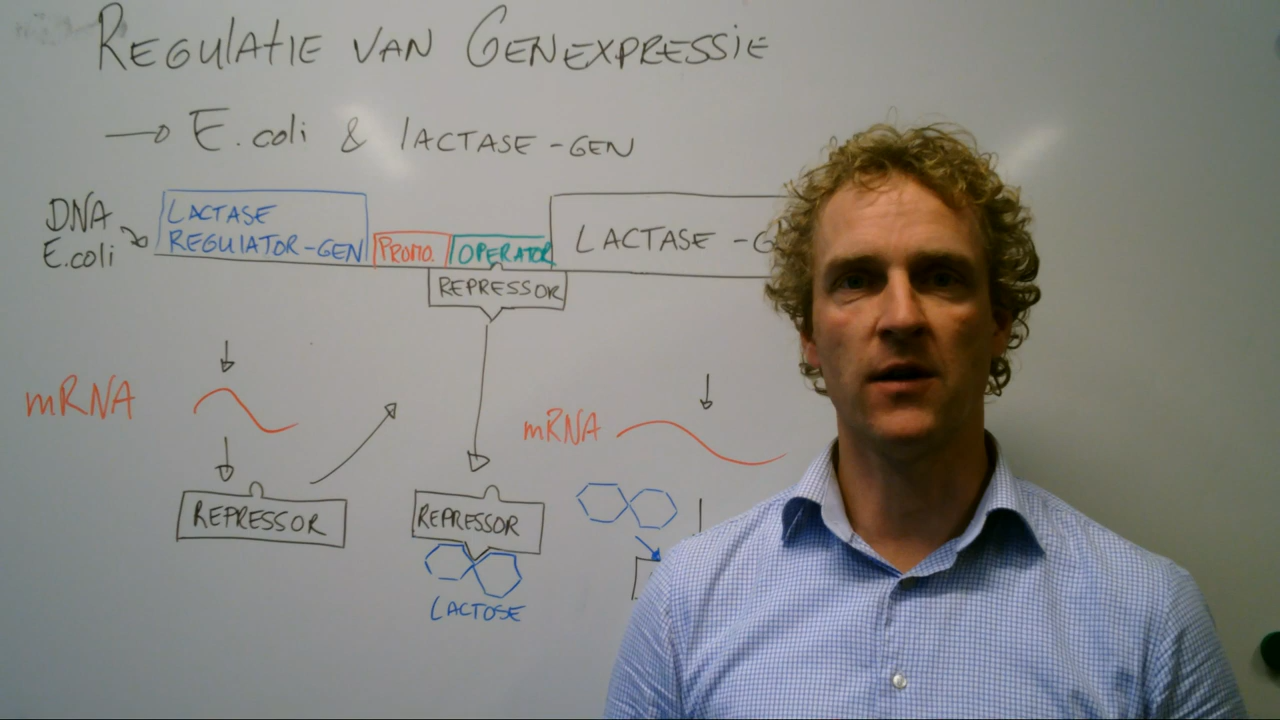 REGULATIE VAN GENEXPRESSIE
E.coli & LACTASE-GEN
DNA
E.coli
LACTASE
REGULATOR-GEN
PROMO.
OPERATOR
LACTASE -G
REPRESSOR
mRNA
mRNA
REPRESSOR
REPRESSOR
LACTOSE